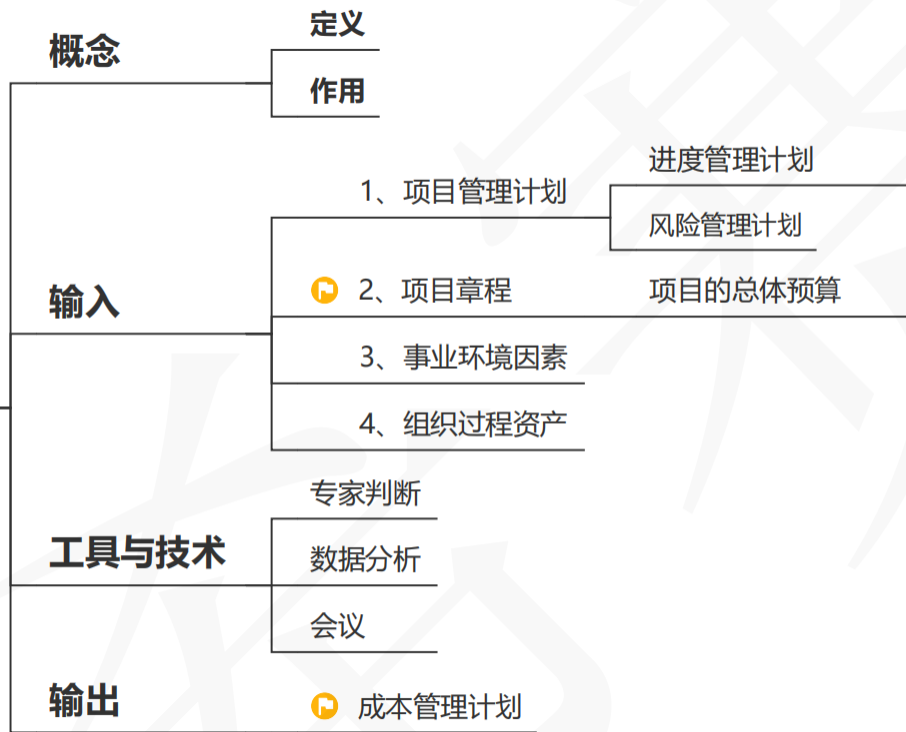 概念
定义
作用
输入
1、项目管理计划
进度管理计划
风险管理计划
2、项目章程
项目的总体预算
3、事业环境因素
4、组织过程资产
工具与技术
专家判断
数据分析
会议
输出
成本管理计划